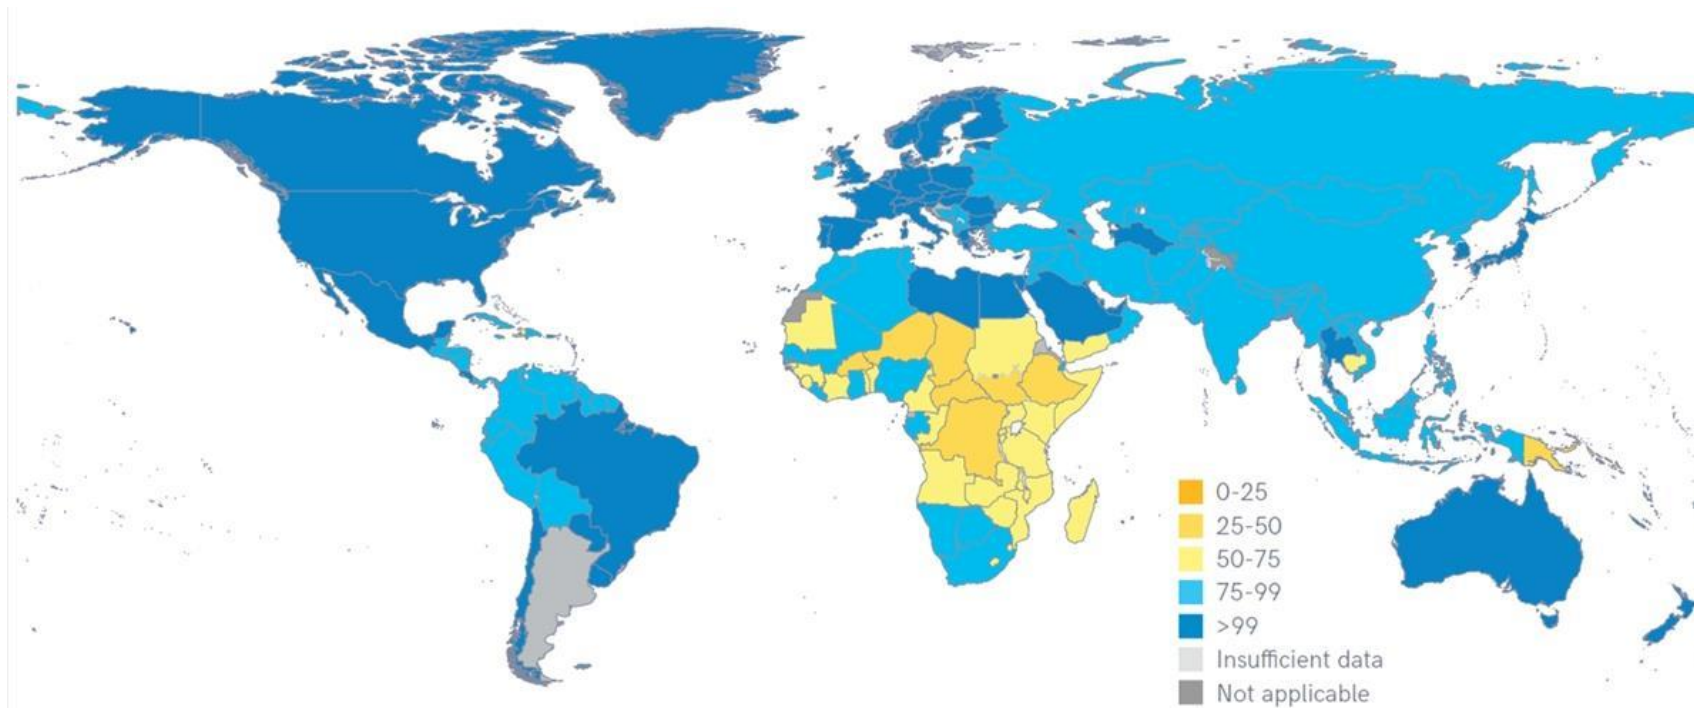 0-25
25-50
50-75
75-99
>99
Insufficient data
Not applicable